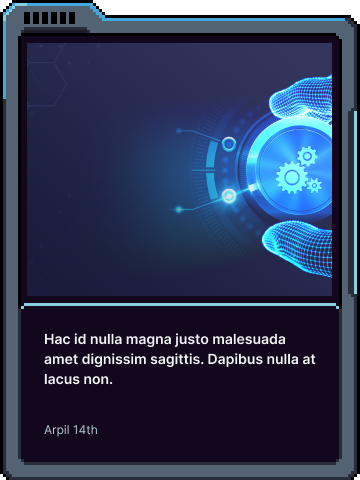 Hac id nulla magna justo malesuada
amet dignissim sagittis. Dapibus nulla at
lacus non.
Arpil 14th